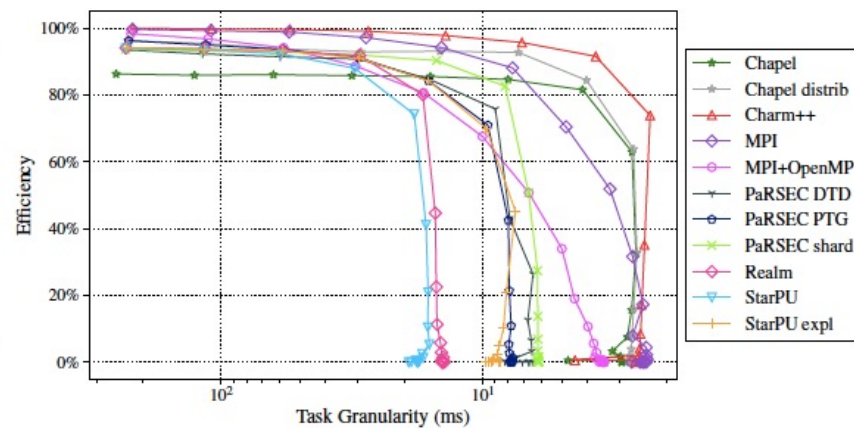 100%
80%
60%
40%
20%
0%
Efficiency
10²
10¹
Task Granularity (ms)
Chapel
Chapel distrib
Charm++
MPI
MPI+OpenMP
PaRSEC DTD
PaRSEC PTG
PaRSEC shard
Realm
StarPU
StarPU expl